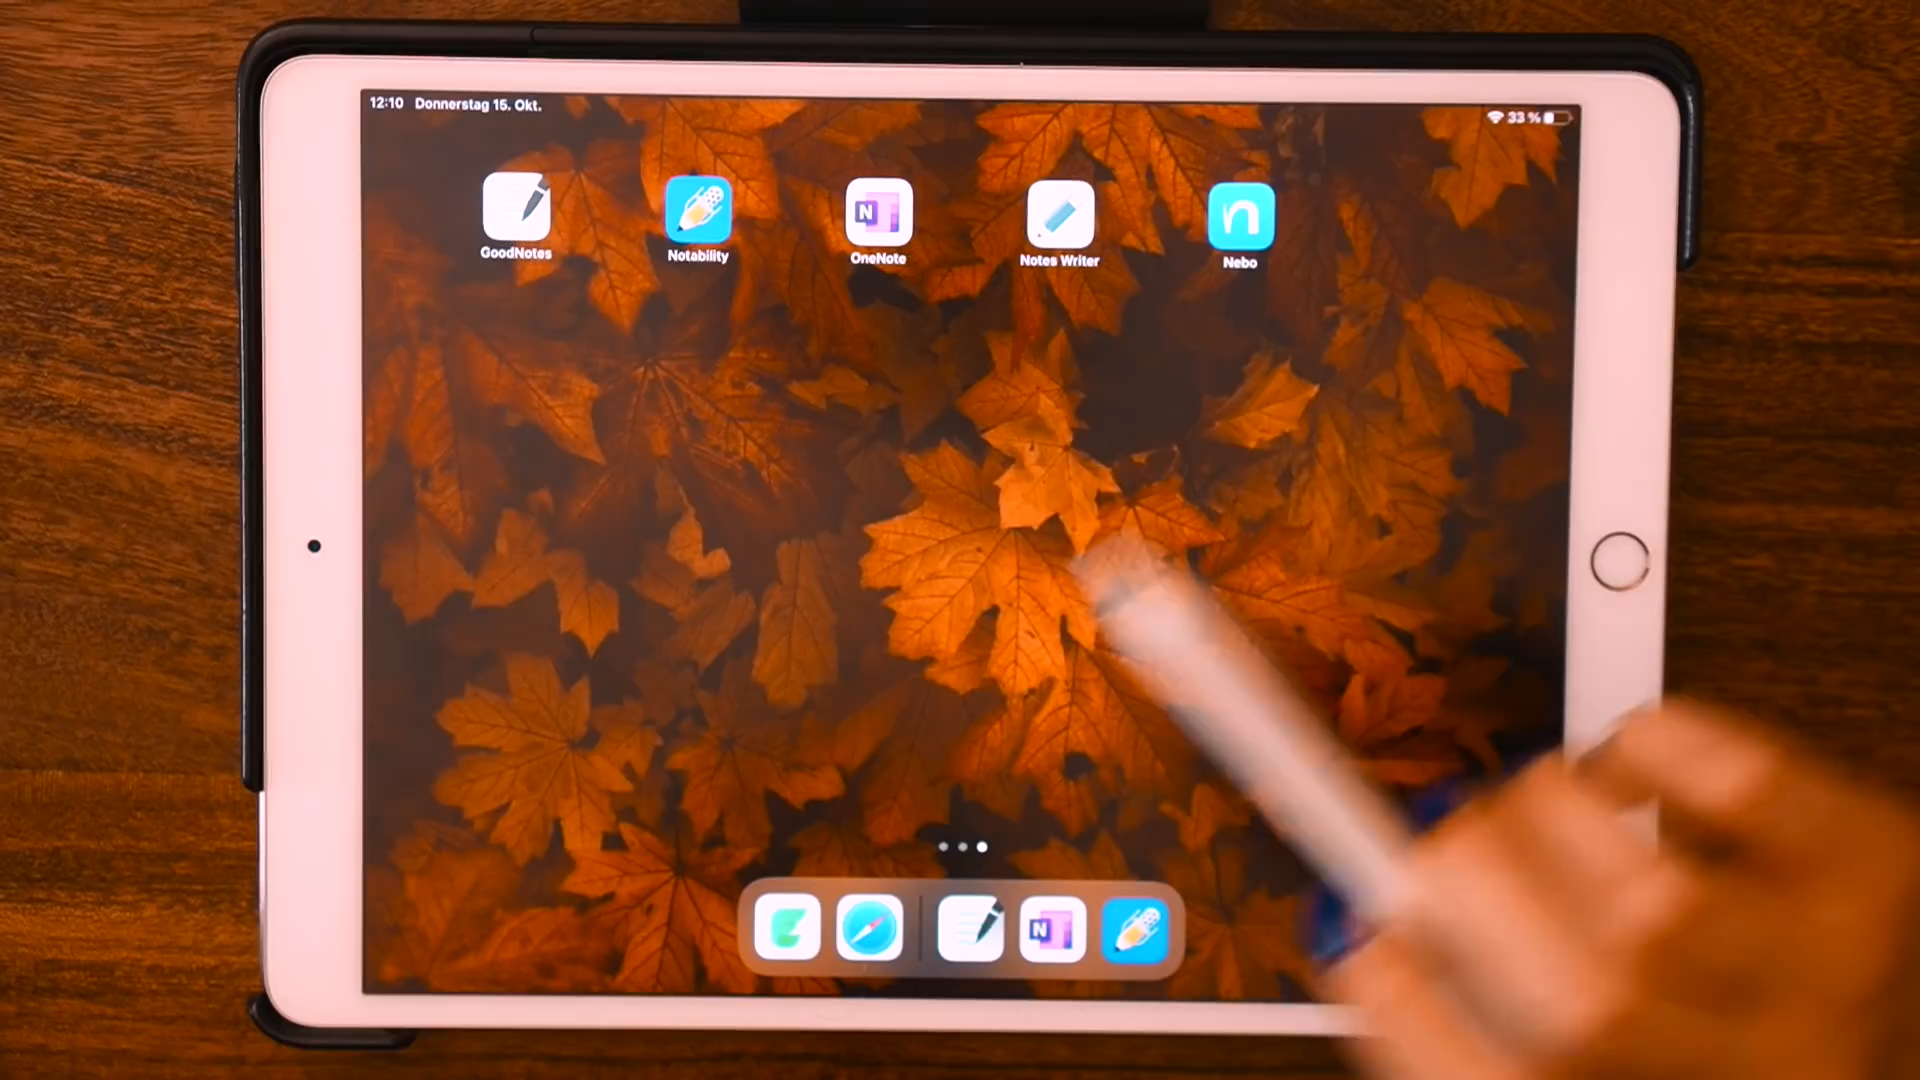 12:10 Donnerstag 15. Okt.
33 %
GoodNotes
Notability
OneNote
Notes Writer
Nebo
N
N